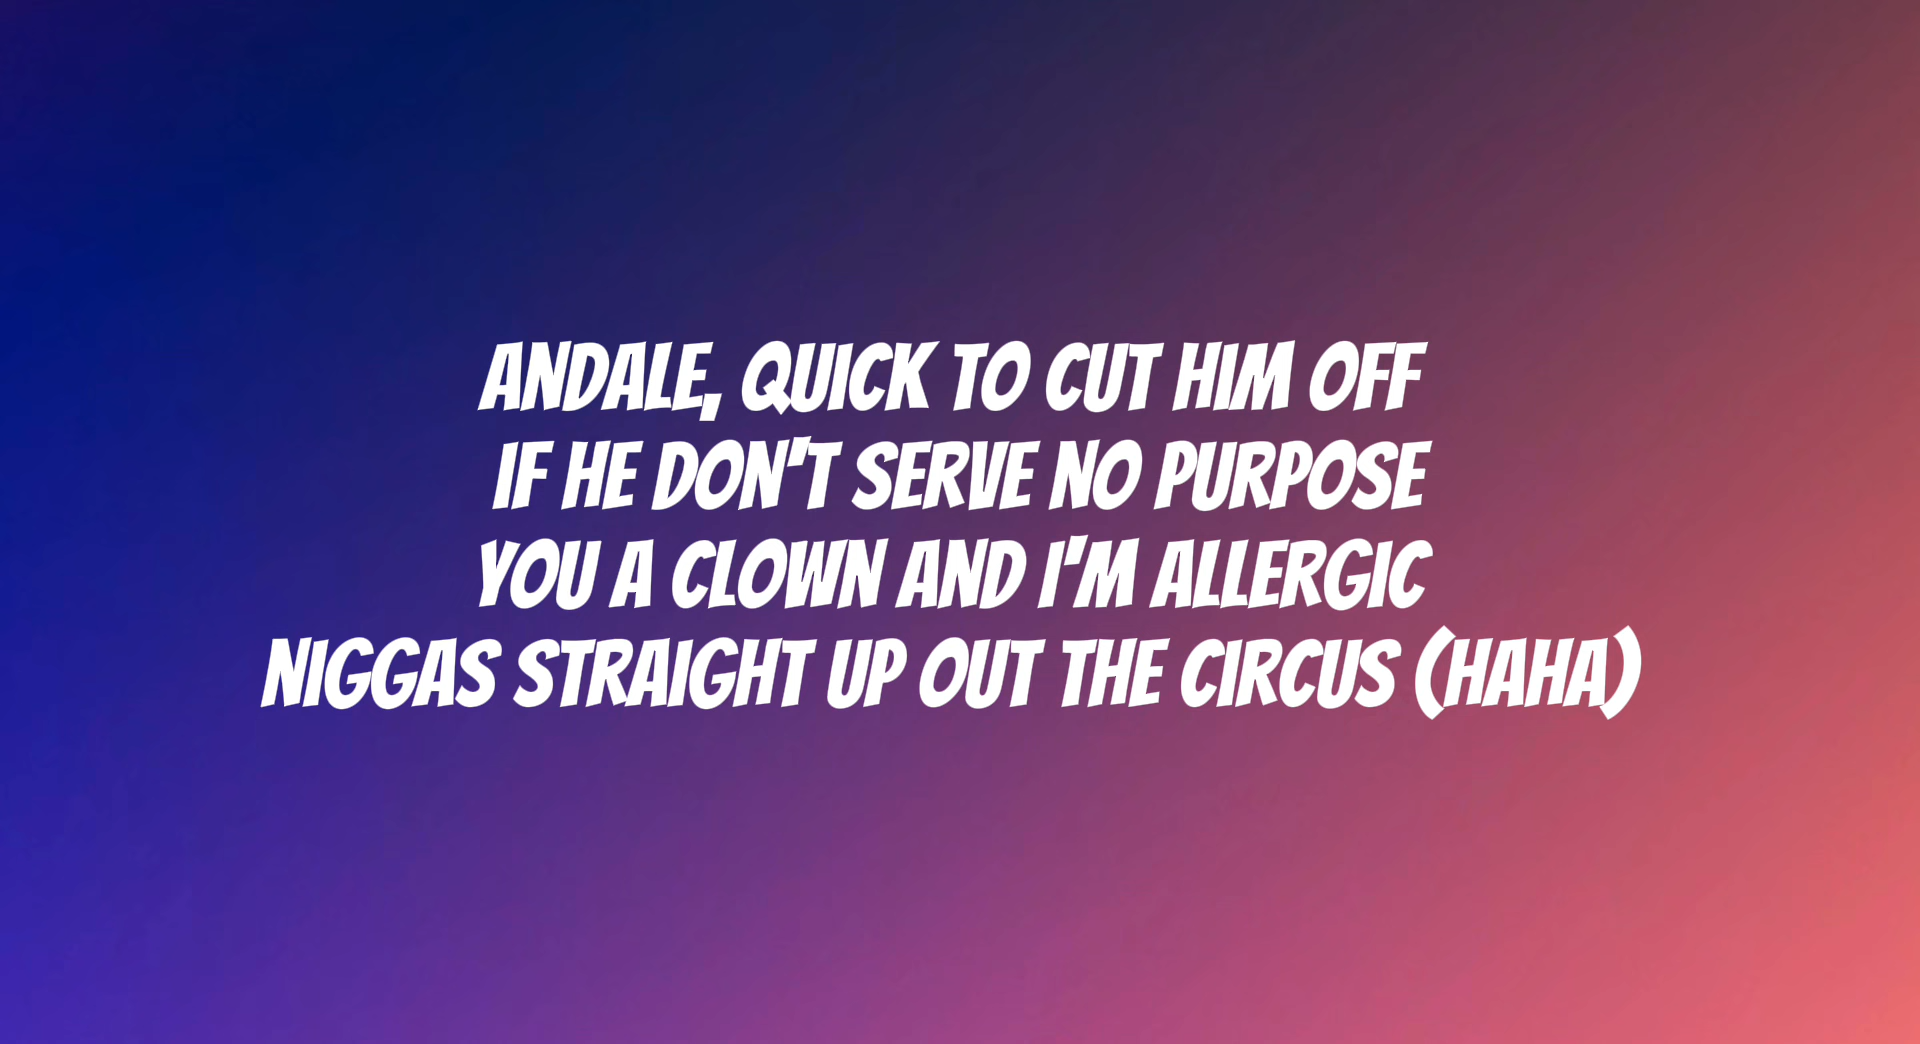 ANDALE, QUICK TO CUT HIM OFF
IF HE DON'T SERVE NO PURPOSE
YOU A CLOWN AND I'M ALLERGIC
NIGGAS STRAIGHT UP OUT THE CIRCUS (HAHA)